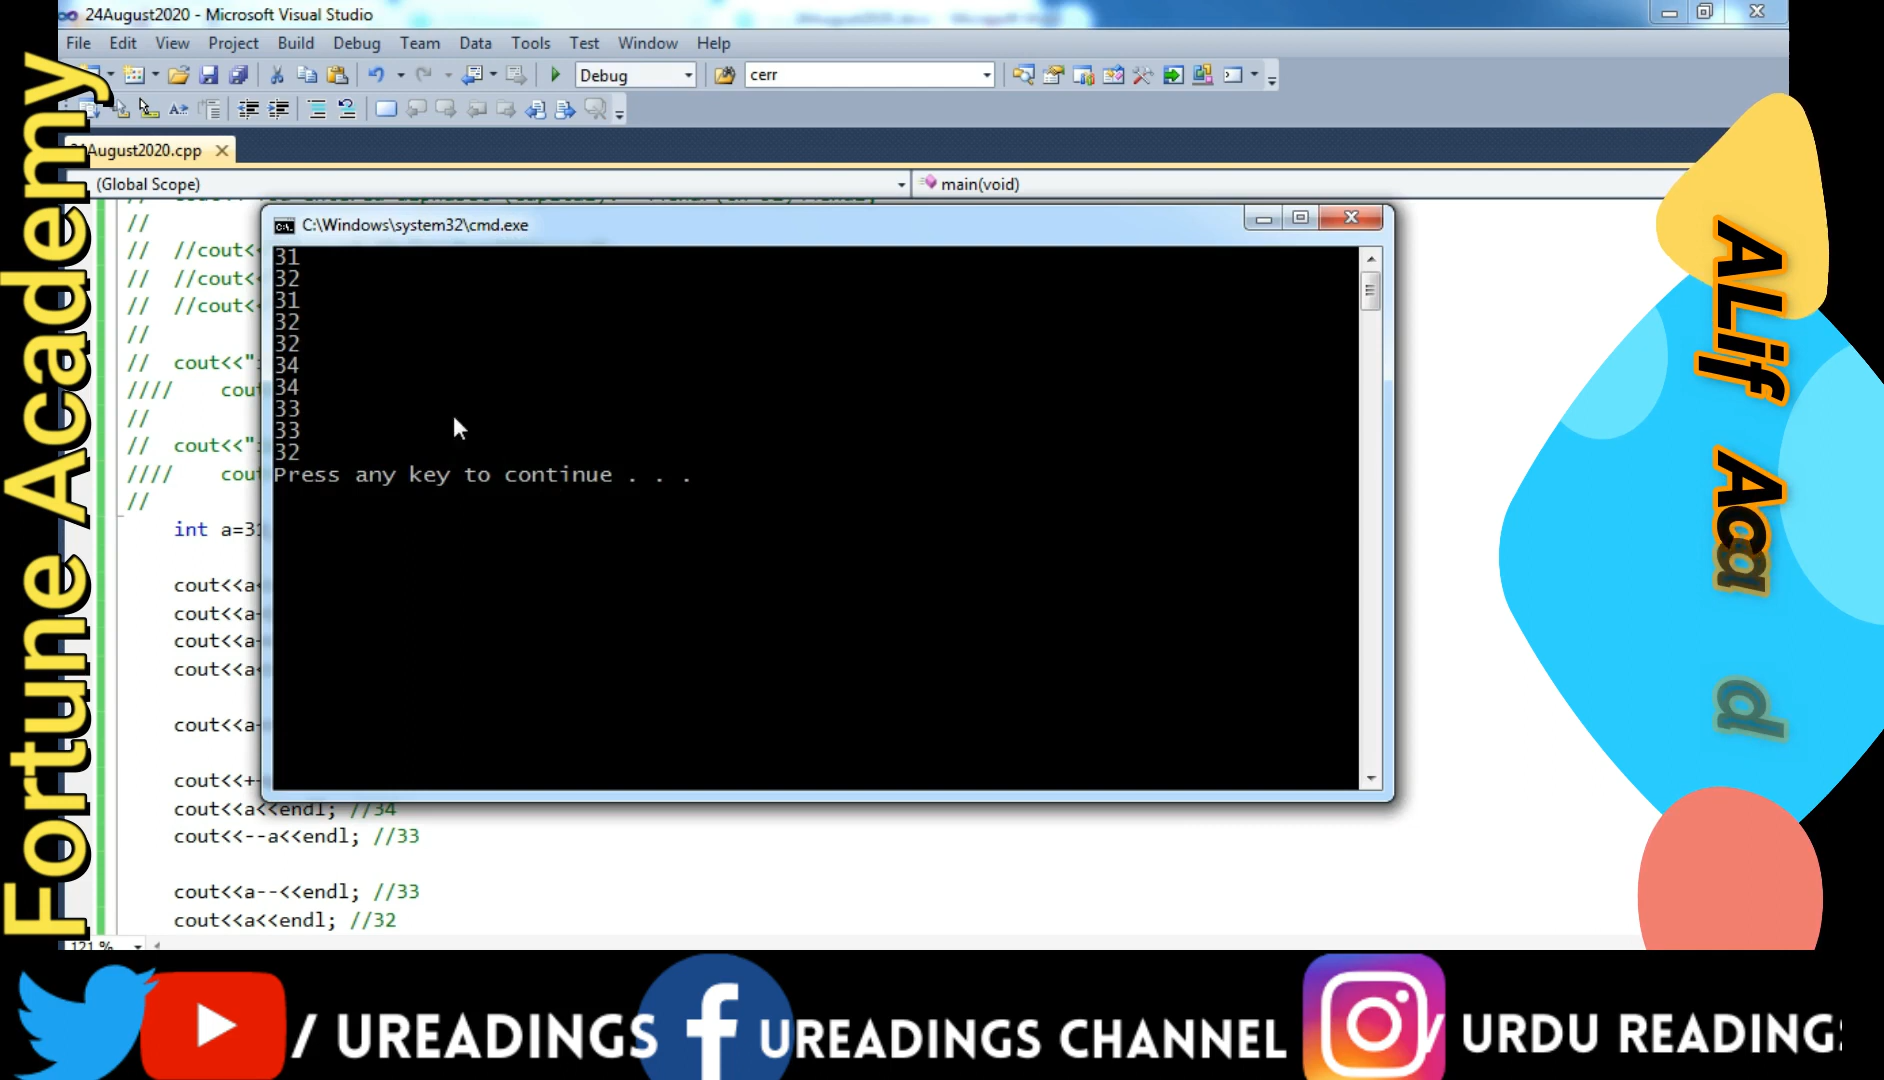 24August2020 - Microsoft Visual Studio
File Edit View Project Build Debug Team Data Tools Test Window Help
Debug cerr
24August2020.cpp
(Global Scope) main(void)
//
// //cout<
// //cout<
// //cout<
//
// cout<<"
//// cou
//
// cout<<"
//// cou
//
int a=31
cout<<a
cout<<a
cout<<a
cout<<a
cout<<a
cout<<+
cout<<a<<endl; //34
cout<<--a<<endl; //33
cout<<a--<<endl; //33
cout<<a<<endl; //32
121 %
C:\Windows\system32\cmd.exe
31
32
31
32
32
34
34
33
33
32
Press any key to continue . . .
Fortune Academy
ALif Aca d
/ UREADINGS
UREADINGS CHANNEL
/ URDU READINGS